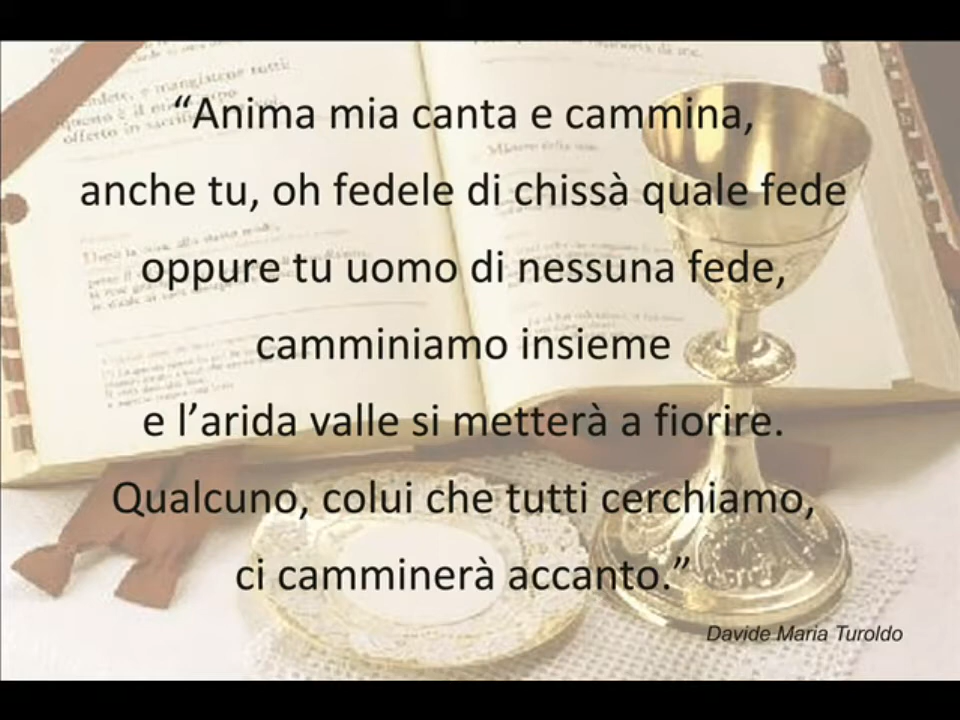 “Anima mia canta e cammina,
anche tu, oh fedele di chissà quale fede
oppure tu uomo di nessuna fede,
camminiamo insieme
e l’arida valle si metterà a fiorire.
Qualcuno, colui che tutti cerchiamo,
ci camminerà accanto.”
Davide Maria Turoldo